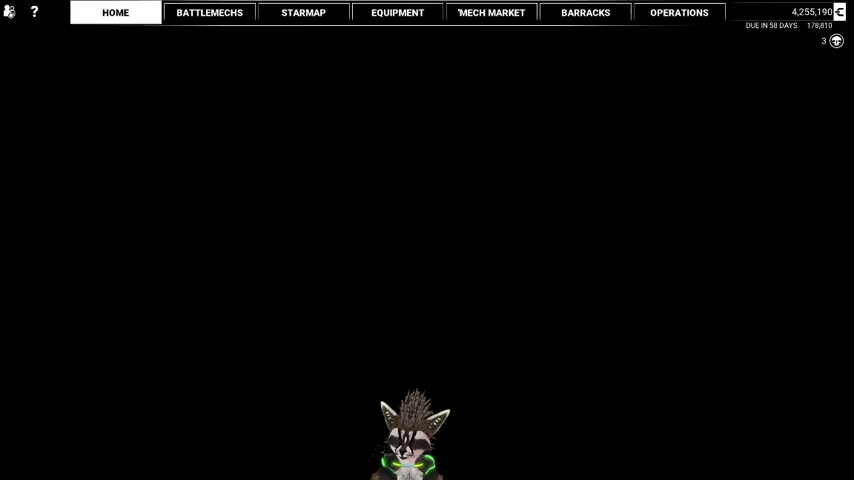 ?
HOME
BATTLEMECHS
STARMAP
EQUIPMENT
'MECH MARKET
BARRACKS
OPERATIONS
4,255,190
DUE IN 58 DAYS 178,810
3